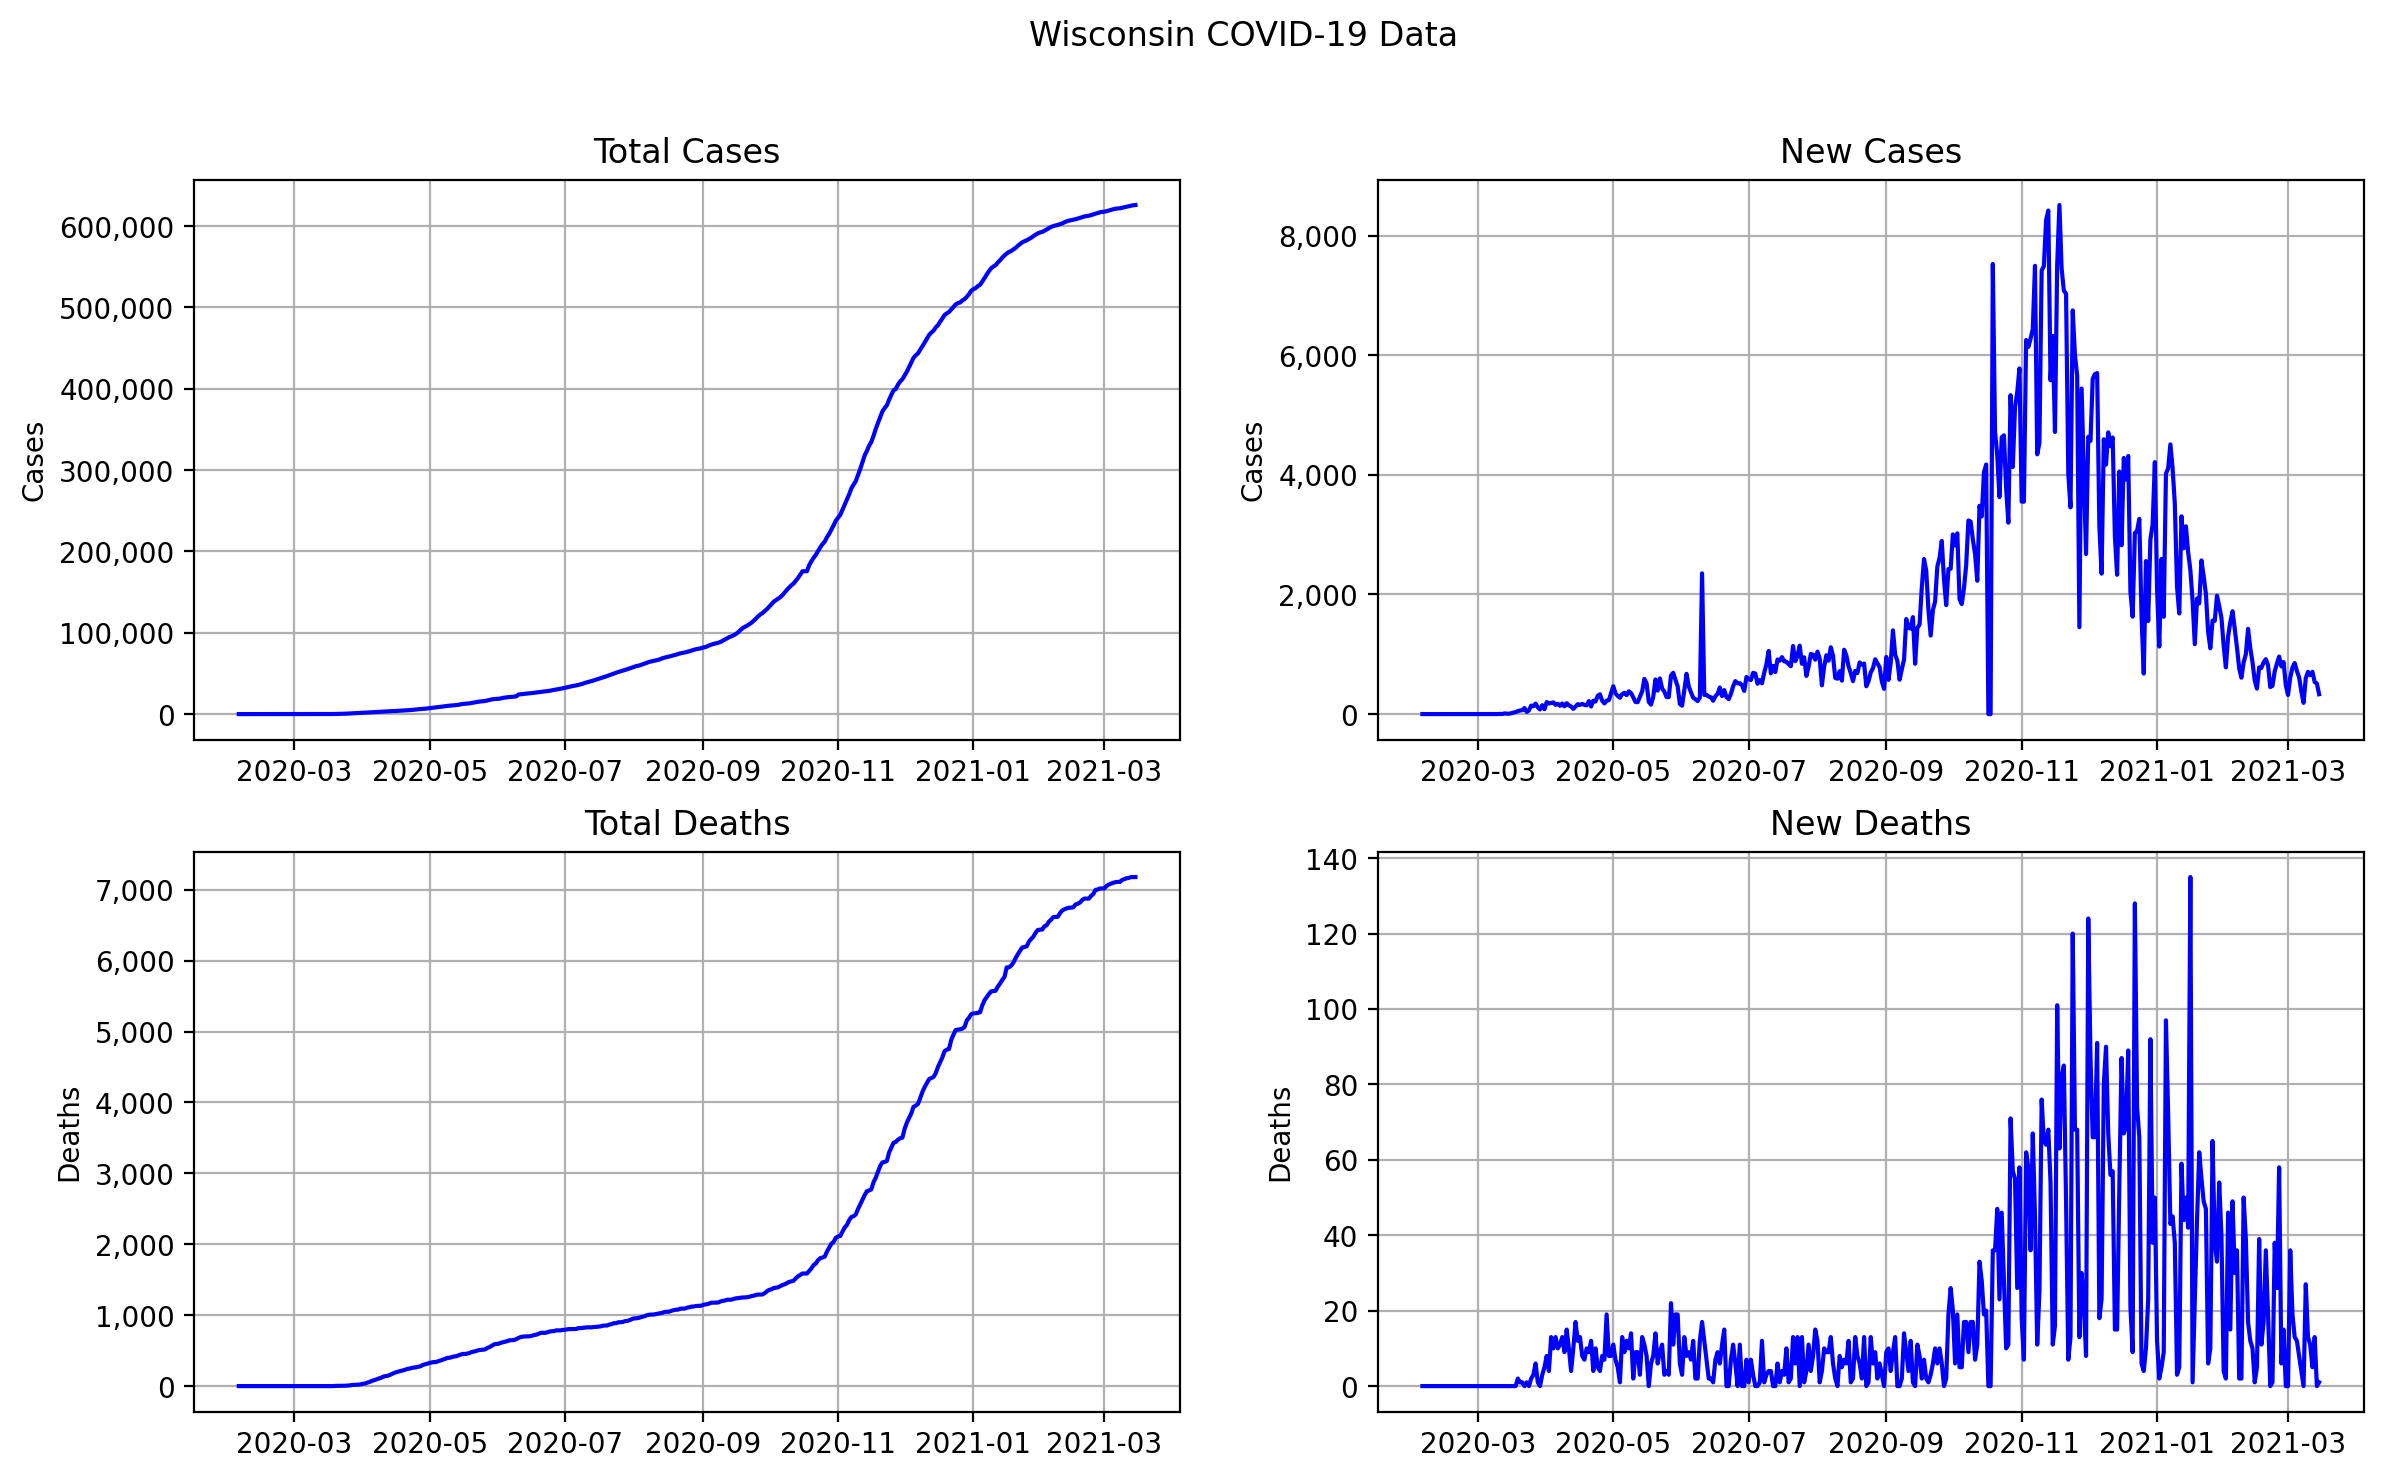 Wisconsin COVID-19 Data
Total Cases
Cases
600,000
500,000
400,000
300,000
200,000
100,000
0
2020-03 2020-05 2020-07 2020-09 2020-11 2021-01 2021-03
New Cases
Cases
8,000
6,000
4,000
2,000
0
2020-03 2020-05 2020-07 2020-09 2020-11 2021-01 2021-03
Total Deaths
Deaths
7,000
6,000
5,000
4,000
3,000
2,000
1,000
0
2020-03 2020-05 2020-07 2020-09 2020-11 2021-01 2021-03
New Deaths
Deaths
140
120
100
80
60
40
20
0
2020-03 2020-05 2020-07 2020-09 2020-11 2021-01 2021-03